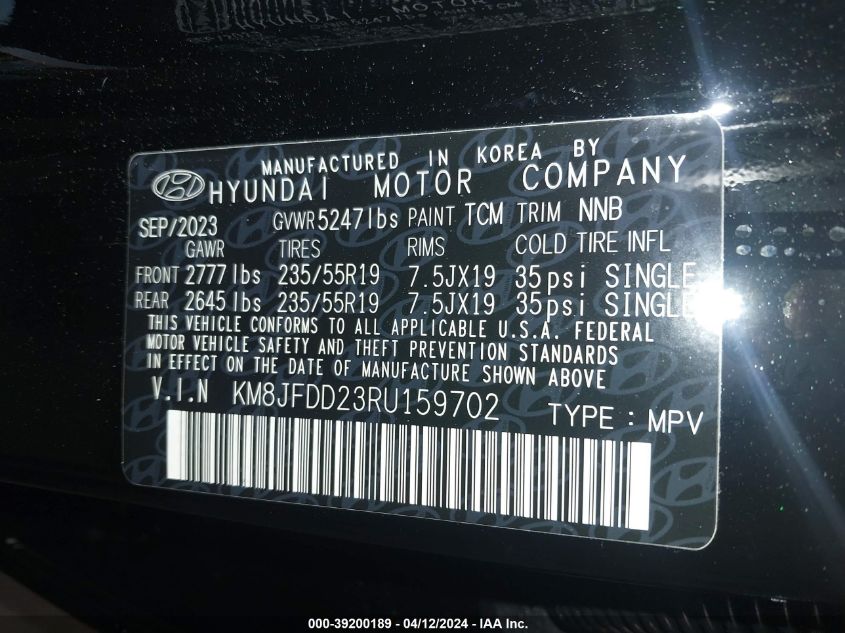 MANUFACTURED IN KOREA BY
HYUNDAI MOTOR COMPANY
SEP/2023 GVWR 5247lbs PAINT TCM TRIM NNB
GAWR TIRES RIMS COLD TIRE INFL
FRONT 2777lbs 235/55R19 7.5JX19 35psi SINGLE
REAR 2645lbs 235/55R19 7.5JX19 35psi SINGLE
THIS VEHICLE CONFORMS TO ALL APPLICABLE U.S.A. FEDERAL
MOTOR VEHICLE SAFETY AND THEFT PREVENTION STANDARDS
IN EFFECT ON THE DATE OF MANUFACTURE SHOWN ABOVE
V.I.N KM8JFDD23RU159702 TYPE : MPV
000-39200189 - 04/12/2024 - IAA Inc.